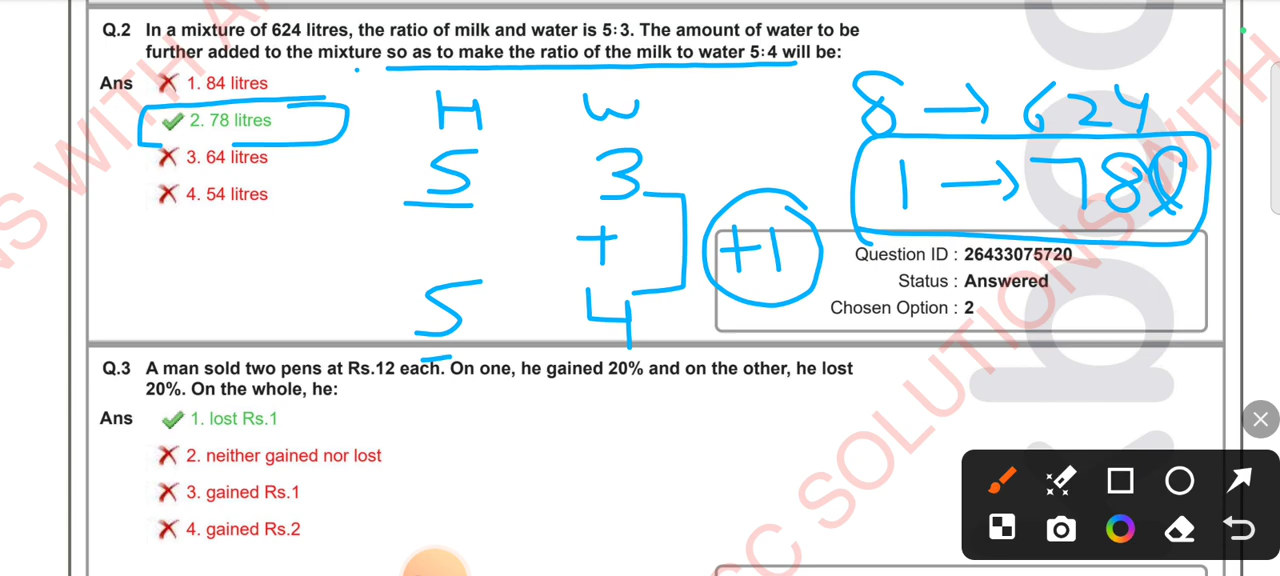 Q.2 In a mixture of 624 litres, the ratio of milk and water is 5:3. The amount of water to be
further added to the mixture so as to make the ratio of the milk to water 5:4 will be:
Ans 1. 84 litres
2. 78 litres
3. 64 litres
4. 54 litres
M W
5 3
+
5 4
+1
8 → 624
1 → 78
Question ID : 26433075720
Status : Answered
Chosen Option : 2
Q.3 A man sold two pens at Rs.12 each. On one, he gained 20% and on the other, he lost
20%. On the whole, he:
Ans 1. lost Rs.1
2. neither gained nor lost
3. gained Rs.1
4. gained Rs.2
SOLUTIONS WITH